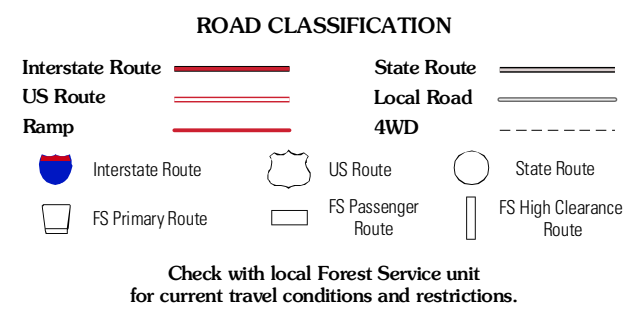 ROAD CLASSIFICATION
Interstate Route
State Route
US Route
Local Road
Ramp
4WD
Interstate Route
US Route
State Route
FS Primary Route
FS Passenger
Route
FS High Clearance
Route
Check with local Forest Service unit
for current travel conditions and restrictions.